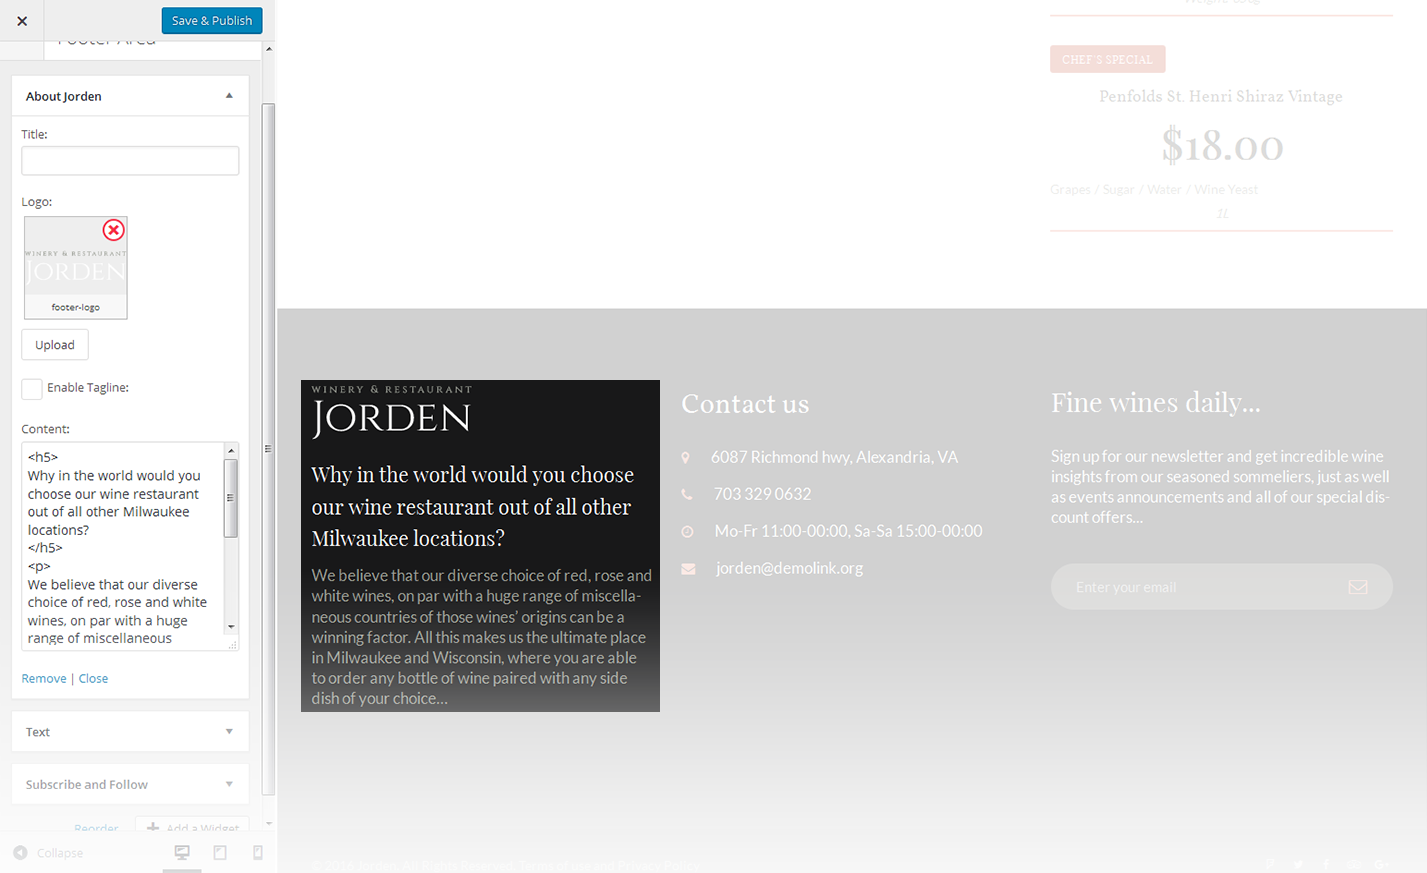 Save & Publish
Footer Area
About Jorden
Title:
Logo:
WINERY & RESTAURANT
JORDEN
footer-logo
Upload
Enable Tagline:
Content:
<h5>
Why in the world would you
choose our wine restaurant
out of all other Milwaukee
locations?
</h5>
<p>
We believe that our diverse
choice of red, rose and white
wines, on par with a huge
range of miscellaneous
Remove | Close
Text
Subscribe and Follow
Reorder
Add a Widget
Collapse
Weight: 200g
CHEF'S SPECIAL
Penfolds St. Henri Shiraz Vintage
$18.00
Grapes / Sugar / Water / Wine Yeast
1L
WINERY & RESTAURANT
JORDEN
Why in the world would you choose
our wine restaurant out of all other
Milwaukee locations?
We believe that our diverse choice of red, rose and
white wines, on par with a huge range of miscella-
neous countries of those wines’ origins can be a
winning factor. All this makes us the ultimate place
in Milwaukee and Wisconsin, where you are able
to order any bottle of wine paired with any side
dish of your choice...
Contact us
6087 Richmond hwy, Alexandria, VA
703 329 0632
Mo-Fr 11:00-00:00, Sa-Sa 15:00-00:00
jorden@demolink.org
Fine wines daily...
Sign up for our newsletter and get incredible wine
insights from our seasoned sommeliers, just as well
as events announcements and all of our special dis-
count offers...
Enter your email
Jorden. All Rights Reserved. Terms of use and Privacy Policy